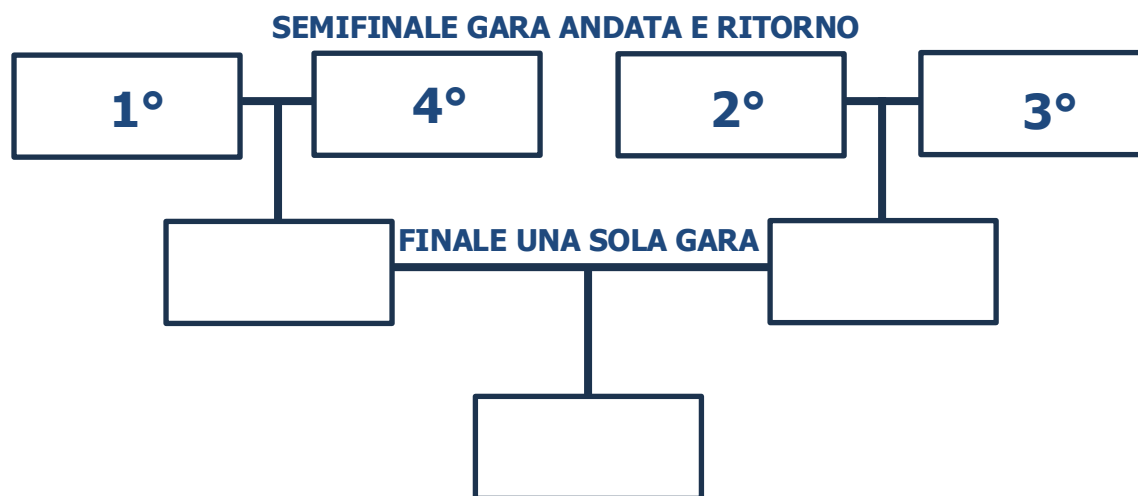 SEMIFINALE GARA ANDATA E RITORNO
1° 4° 2° 3°
FINALE UNA SOLA GARA